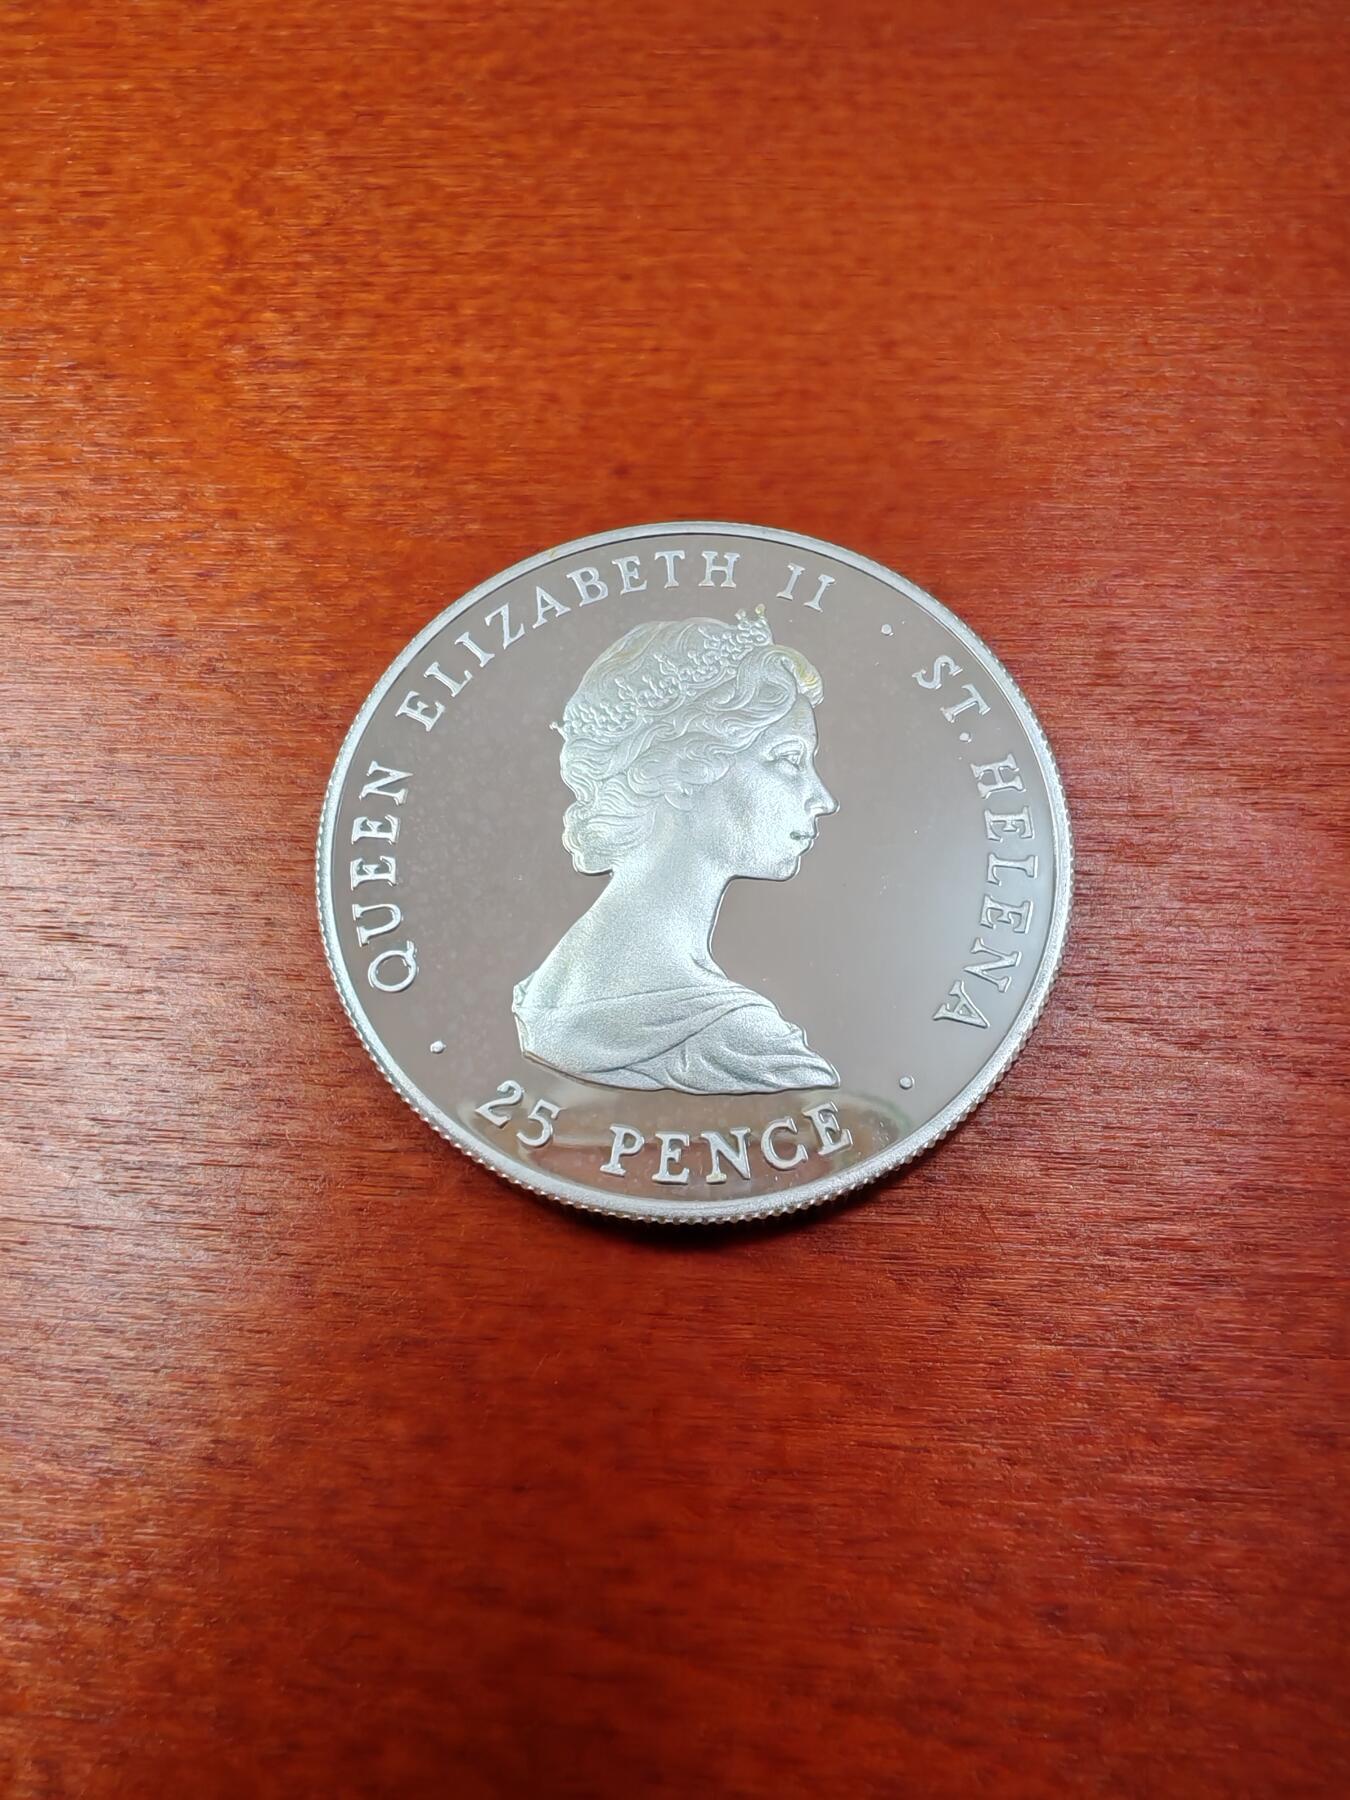 QUEEN ELIZABETH II · ST. HELENA ·
25 PENCE ·